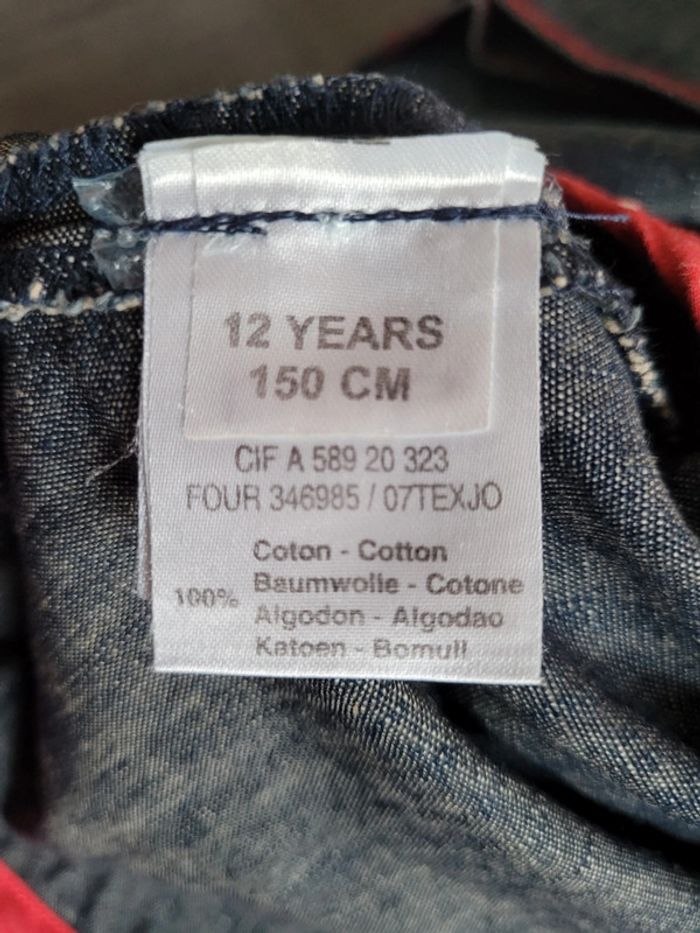 12 YEARS
150 CM
CIF A 589 20 323
FOUR 346985 / 07TEXJO
Coton - Cotton
100% Baumwolle - Cotone
Algodon - Algodao
Katoen - Bomull